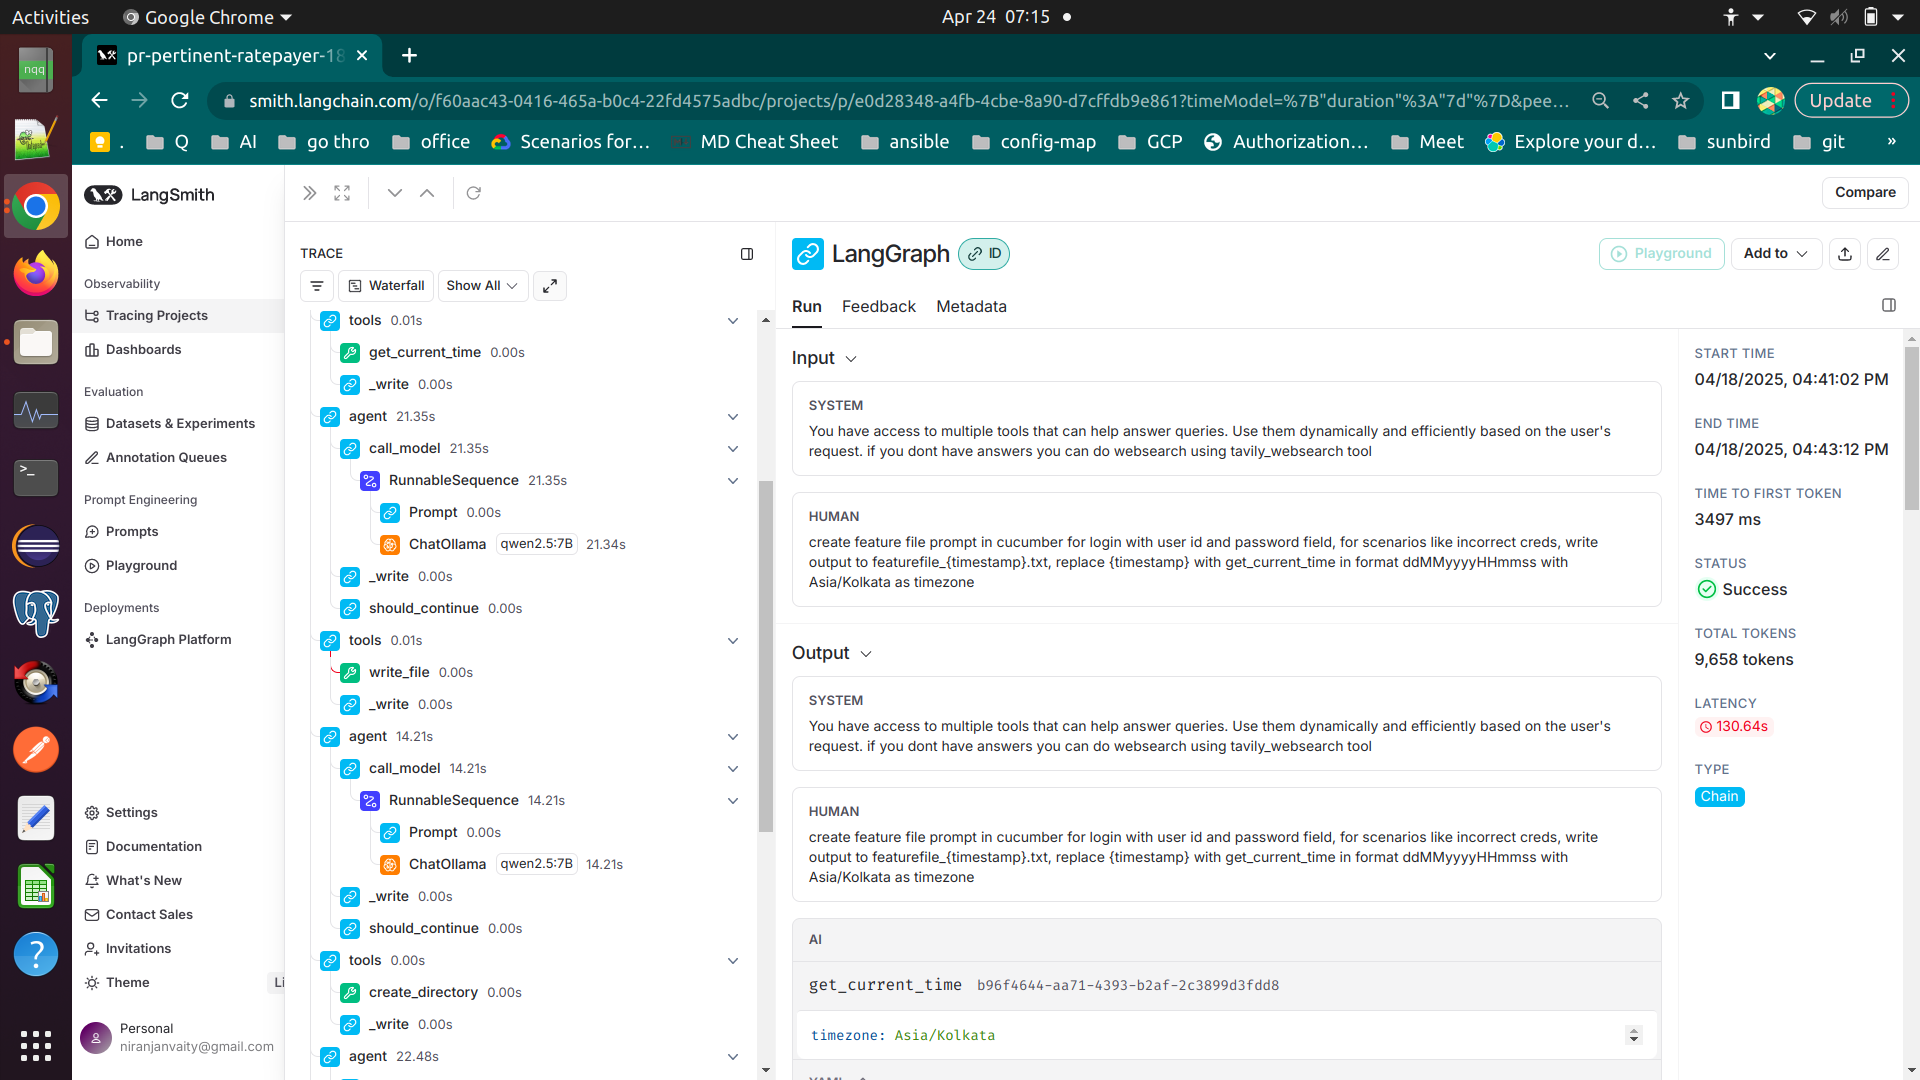 Activities
Google Chrome
Apr 24 07:15
nqq
pr-pertinent-ratepayer-18
smith.langchain.com/o/f60aac43-0416-465a-b0c4-22fd4575adbc/projects/p/e0d28348-a4fb-4cbe-8a90-d7cffdb9e861?timeModel=%7B"duration"%3A"7d"%7D&pee...
Update
.
Q
AI
go thro
office
Scenarios for...
MD Cheat Sheet
ansible
config-map
GCP
Authorization...
Meet
Explore your d...
sunbird
git
»
LangSmith
Home
Observability
Tracing Projects
Dashboards
Evaluation
Datasets & Experiments
Annotation Queues
Prompt Engineering
Prompts
Playground
Deployments
LangGraph Platform
Settings
Documentation
What's New
Contact Sales
Invitations
Theme
Li
Personal
niranjanvaity@gmail.com
Compare
TRACE
Waterfall
Show All
tools 0.01s
get_current_time 0.00s
_write 0.00s
agent 21.35s
call_model 21.35s
RunnableSequence 21.35s
Prompt 0.00s
ChatOllama qwen2.5:7B 21.34s
_write 0.00s
should_continue 0.00s
tools 0.01s
write_file 0.00s
_write 0.00s
agent 14.21s
call_model 14.21s
RunnableSequence 14.21s
Prompt 0.00s
ChatOllama qwen2.5:7B 14.21s
_write 0.00s
should_continue 0.00s
tools 0.00s
create_directory 0.00s
_write 0.00s
agent 22.48s
LangGraph
ID
Playground
Add to
Run
Feedback
Metadata
Input
SYSTEM
You have access to multiple tools that can help answer queries. Use them dynamically and efficiently based on the user's
request. if you dont have answers you can do websearch using tavily_websearch tool
HUMAN
create feature file prompt in cucumber for login with user id and password field, for scenarios like incorrect creds, write
output to featurefile_{timestamp}.txt, replace {timestamp} with get_current_time in format ddMMyyyyHHmmss with
Asia/Kolkata as timezone
Output
SYSTEM
You have access to multiple tools that can help answer queries. Use them dynamically and efficiently based on the user's
request. if you dont have answers you can do websearch using tavily_websearch tool
HUMAN
create feature file prompt in cucumber for login with user id and password field, for scenarios like incorrect creds, write
output to featurefile_{timestamp}.txt, replace {timestamp} with get_current_time in format ddMMyyyyHHmmss with
Asia/Kolkata as timezone
AI
get_current_time b96f4644-aa71-4393-b2af-2c3899d3fdd8
timezone: Asia/Kolkata
START TIME
04/18/2025, 04:41:02 PM
END TIME
04/18/2025, 04:43:12 PM
TIME TO FIRST TOKEN
3497 ms
STATUS
Success
TOTAL TOKENS
9,658 tokens
LATENCY
130.64s
TYPE
Chain